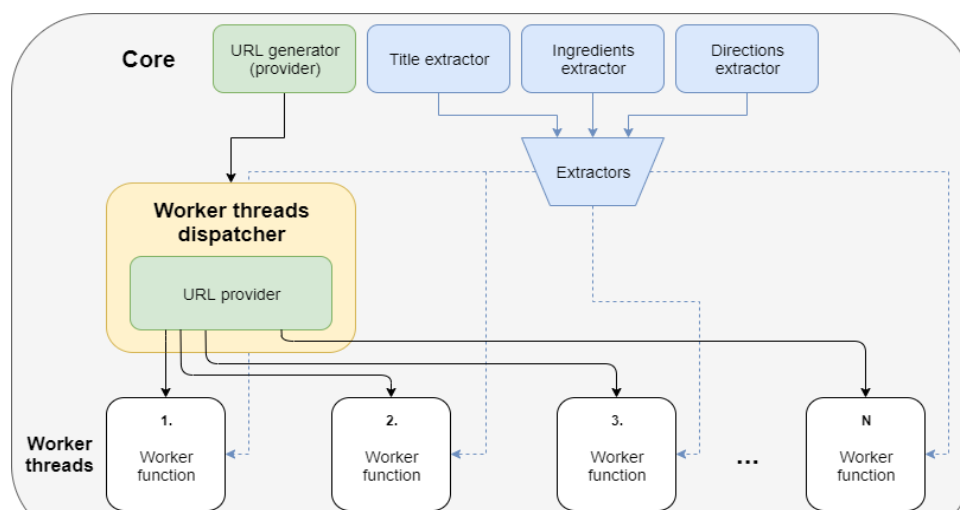 Core
URL generator
(provider)
Title extractor
Ingredients
extractor
Directions
extractor
Extractors
Worker threads
dispatcher
URL provider
Worker
threads
1.
Worker
function
2.
Worker
function
3.
Worker
function
...
N
Worker
function